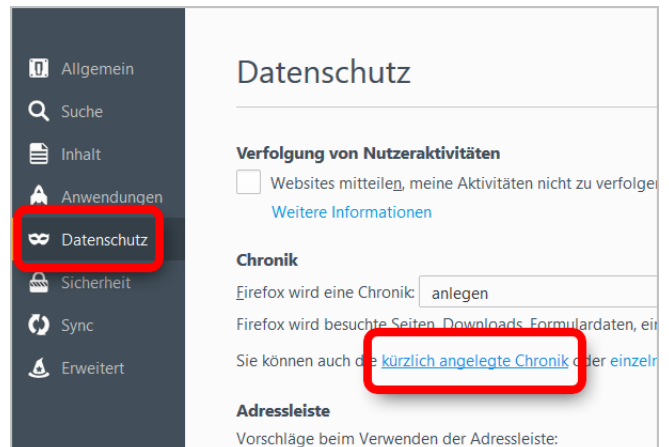 Allgemein
Suche
Inhalt
Anwendungen
Datenschutz
Sicherheit
Sync
Erweitert
Datenschutz
Verfolgung von Nutzeraktivitäten
Websites mitteilen, meine Aktivitäten nicht zu verfolgen
Weitere Informationen
Chronik
Firefox wird eine Chronik: anlegen
Firefox wird besuchte Seiten, Downloads, Formulardaten, ein
Sie können auch die kürzlich angelegte Chronik oder einzeln
Adressleiste
Vorschläge beim Verwenden der Adressleiste: